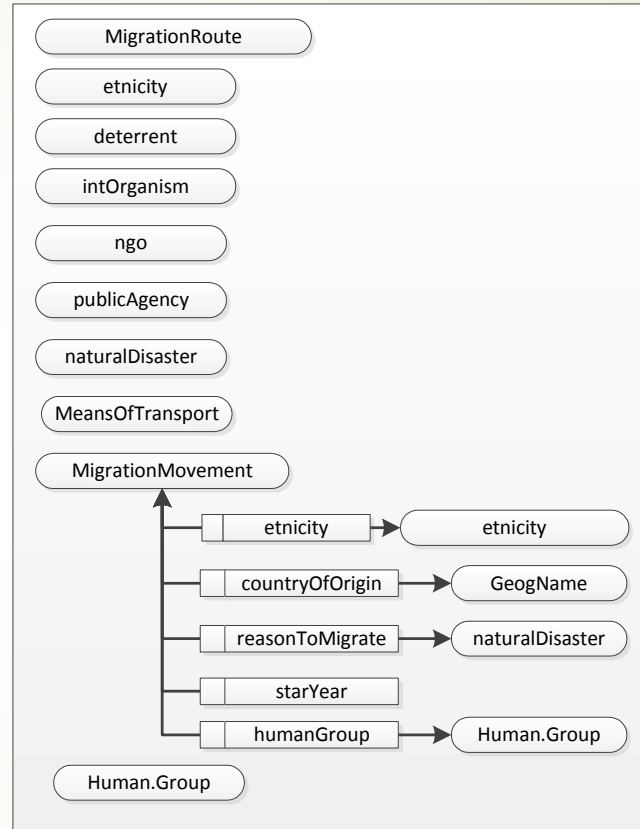 MigrationRoute
etnicity
deterrent
intOrganism
ngo
publicAgency
naturalDisaster
MeansOfTransport
MigrationMovement
etnicity etnicity
countryOfOrigin GeogName
reasonToMigrate naturalDisaster
starYear
humanGroup Human.Group
Human.Group